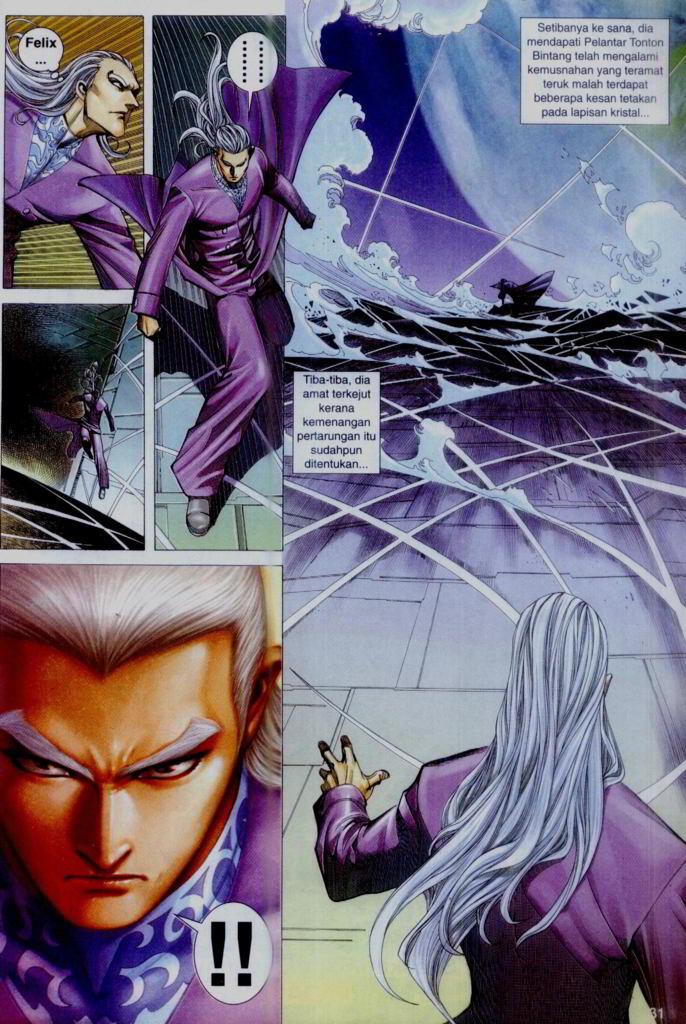 Felix
...
......
Setibanya ke sana, dia
mendapati Pelantar Tonton
Bintang telah mengalami
kemusnahan yang teramat
teruk malah terdapat
beberapa kesan tetakan
pada lapisan kristal...
Tiba-tiba, dia
amat terkejut
kerana
kemenangan
pertarungan itu
sudahpun
ditentukan...
!!
31